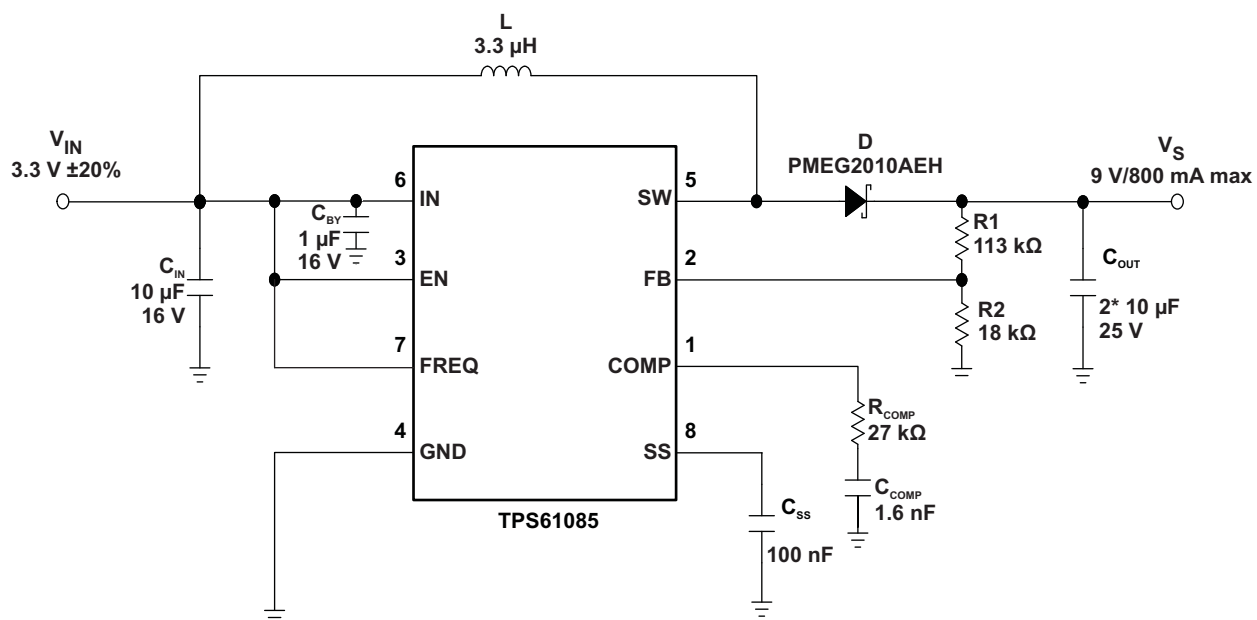 L
3.3 µH
V_IN
3.3 V ±20%
D
PMEG2010AEH
V_S
9 V/800 mA max
6
IN
5
SW
C_BY
1 µF
16 V
R1
113 kΩ
C_IN
10 µF
16 V
3
EN
2
FB
C_OUT
2* 10 µF
25 V
R2
18 kΩ
7
FREQ
1
COMP
R_COMP
27 kΩ
4
GND
8
SS
C_COMP
1.6 nF
C_SS
100 nF
TPS61085